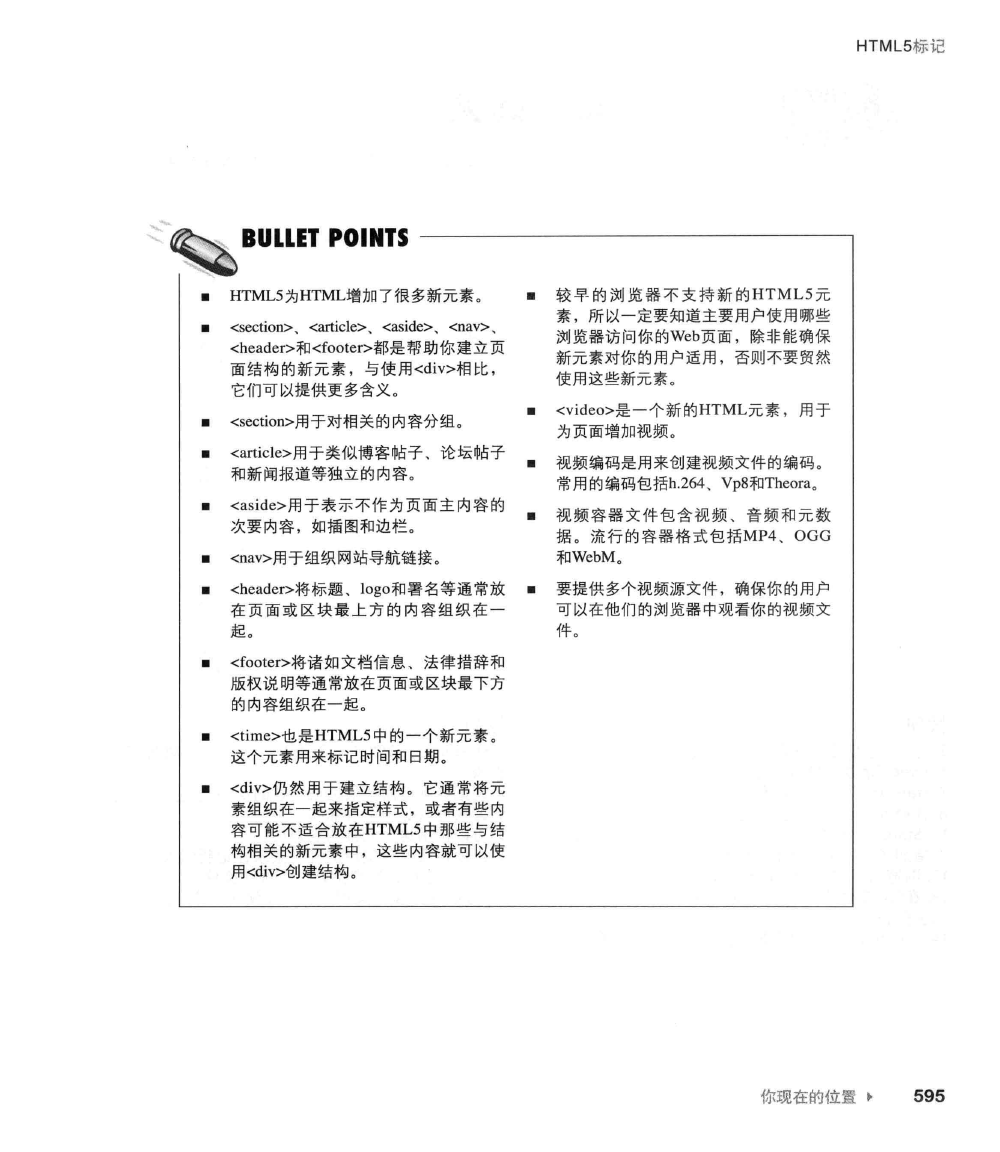 HTML5标记
BULLET POINTS
■ HTML5为HTML增加了很多新元素。
■ <section>、<article>、<aside>、<nav>、
<header>和<footer>都是帮助你建立页
面结构的新元素，与使用<div>相比，
它们可以提供更多含义。
■ <section>用于对相关的内容分组。
■ <article>用于类似博客帖子、论坛帖子
和新闻报道等独立的内容。
■ <aside>用于表示不作为页面主内容的
次要内容，如插图和边栏。
■ <nav>用于组织网站导航链接。
■ <header>将标题、logo和署名等通常放
在页面或区块最上方的内容组织在一
起。
■ <footer>将诸如文档信息、法律措辞和
版权说明等通常放在页面或区块最下方
的内容组织在一起。
■ <time>也是HTML5中的一个新元素。
这个元素用来标记时间和日期。
■ <div>仍然用于建立结构。它通常将元
素组织在一起来指定样式，或者有些内
容可能不适合放在HTML5中那些与结
构相关的新元素中，这些内容就可以使
用<div>创建结构。
■ 较早的浏览器不支持新的HTML5元
素，所以一定要知道主要用户使用哪些
浏览器访问你的Web页面，除非能确保
新元素对你的用户适用，否则不要贸然
使用这些新元素。
■ <video>是一个新的HTML元素，用于
为页面增加视频。
■ 视频编码是用来创建视频文件的编码。
常用的编码包括h.264、Vp8和Theora。
■ 视频容器文件包含视频、音频和元数
据。流行的容器格式包括MP4、OGG
和WebM。
■ 要提供多个视频源文件，确保你的用户
可以在他们的浏览器中观看你的视频文
件。
你现在的位置 ▸ 595